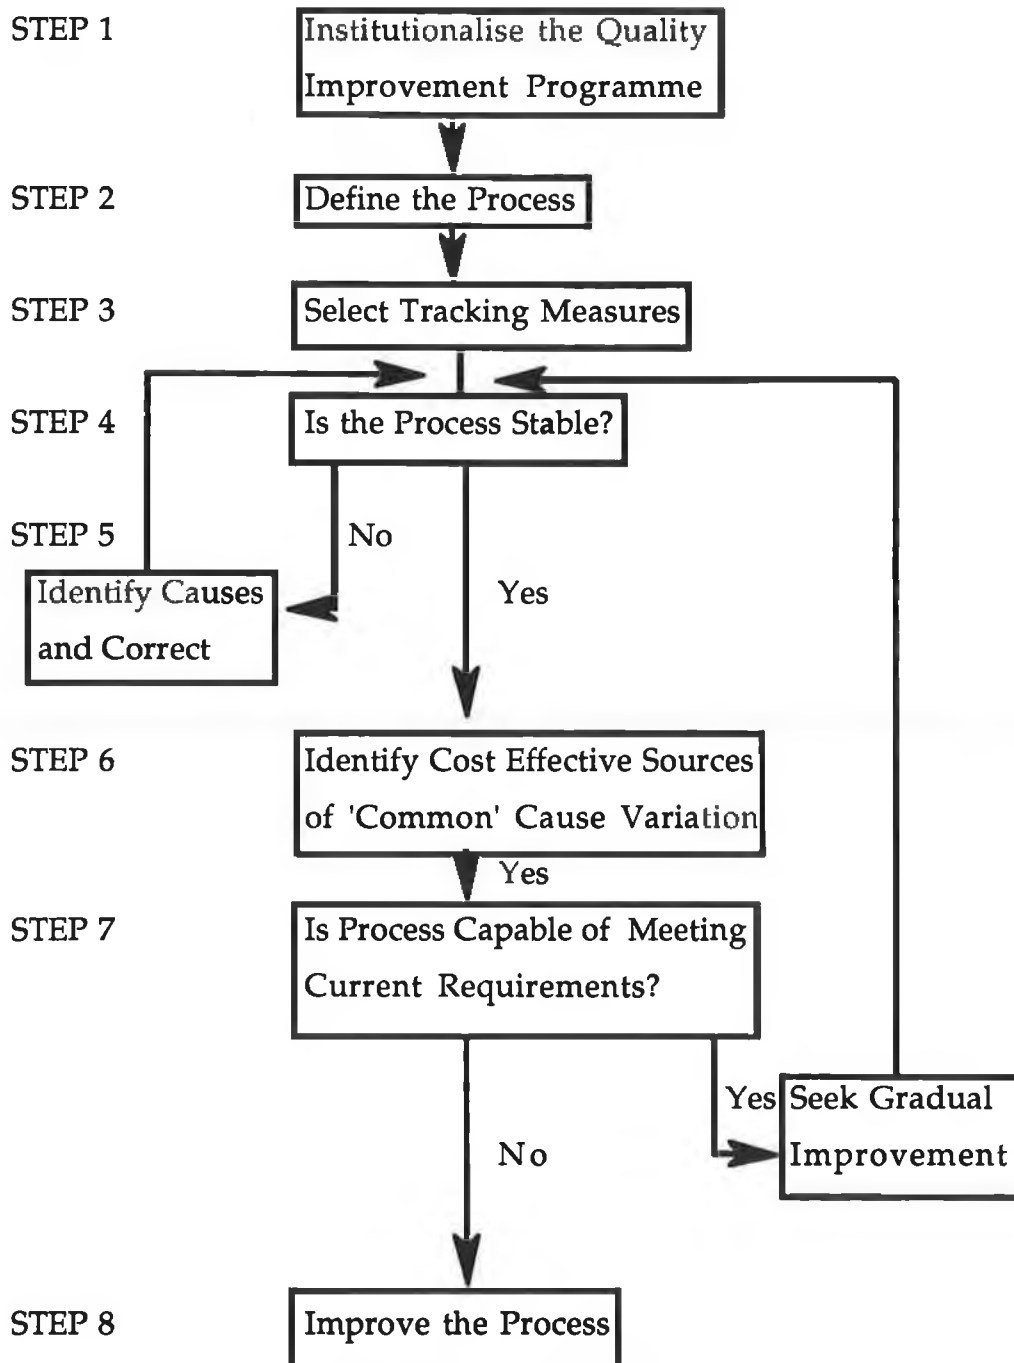 STEP 1
Institutionalise the Quality
Improvement Programme
STEP 2
Define the Process
STEP 3
Select Tracking Measures
STEP 4
Is the Process Stable?
STEP 5
No
Yes
Identify Causes
and Correct
STEP 6
Identify Cost Effective Sources
of 'Common' Cause Variation
Yes
STEP 7
Is Process Capable of Meeting
Current Requirements?
Yes
Seek Gradual
Improvement
No
STEP 8
Improve the Process